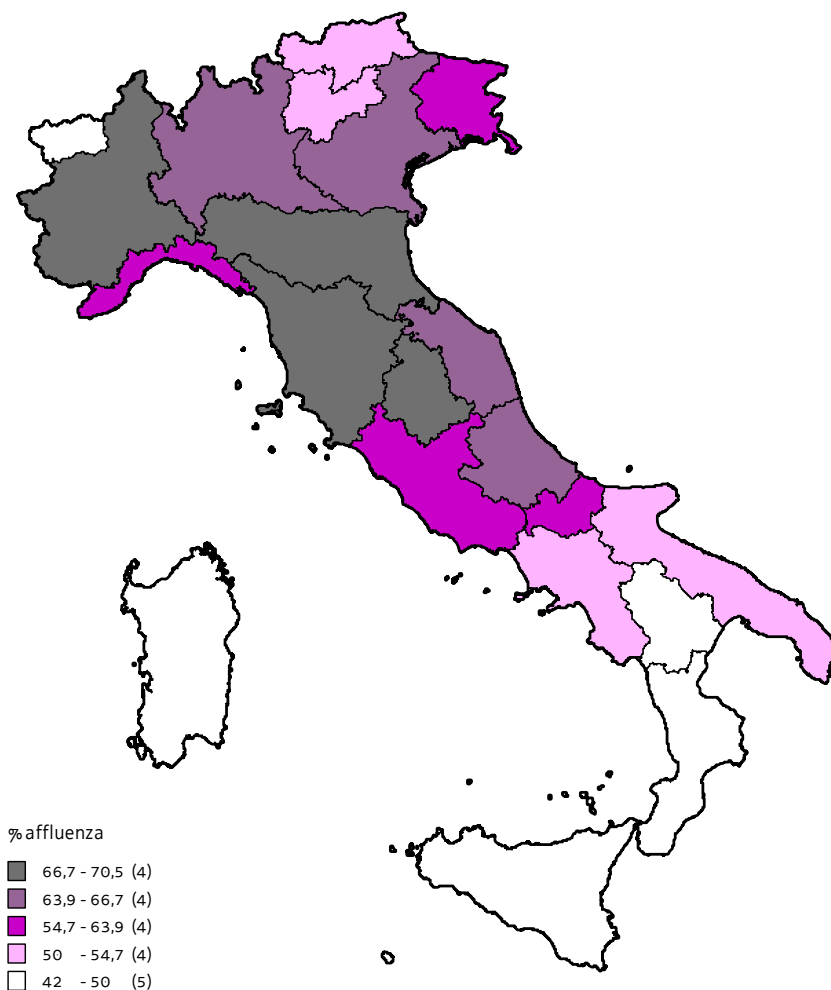 % affluenza
66,7 - 70,5 (4)
63,9 - 66,7 (4)
54,7 - 63,9 (4)
50 - 54,7 (4)
42 - 50 (5)